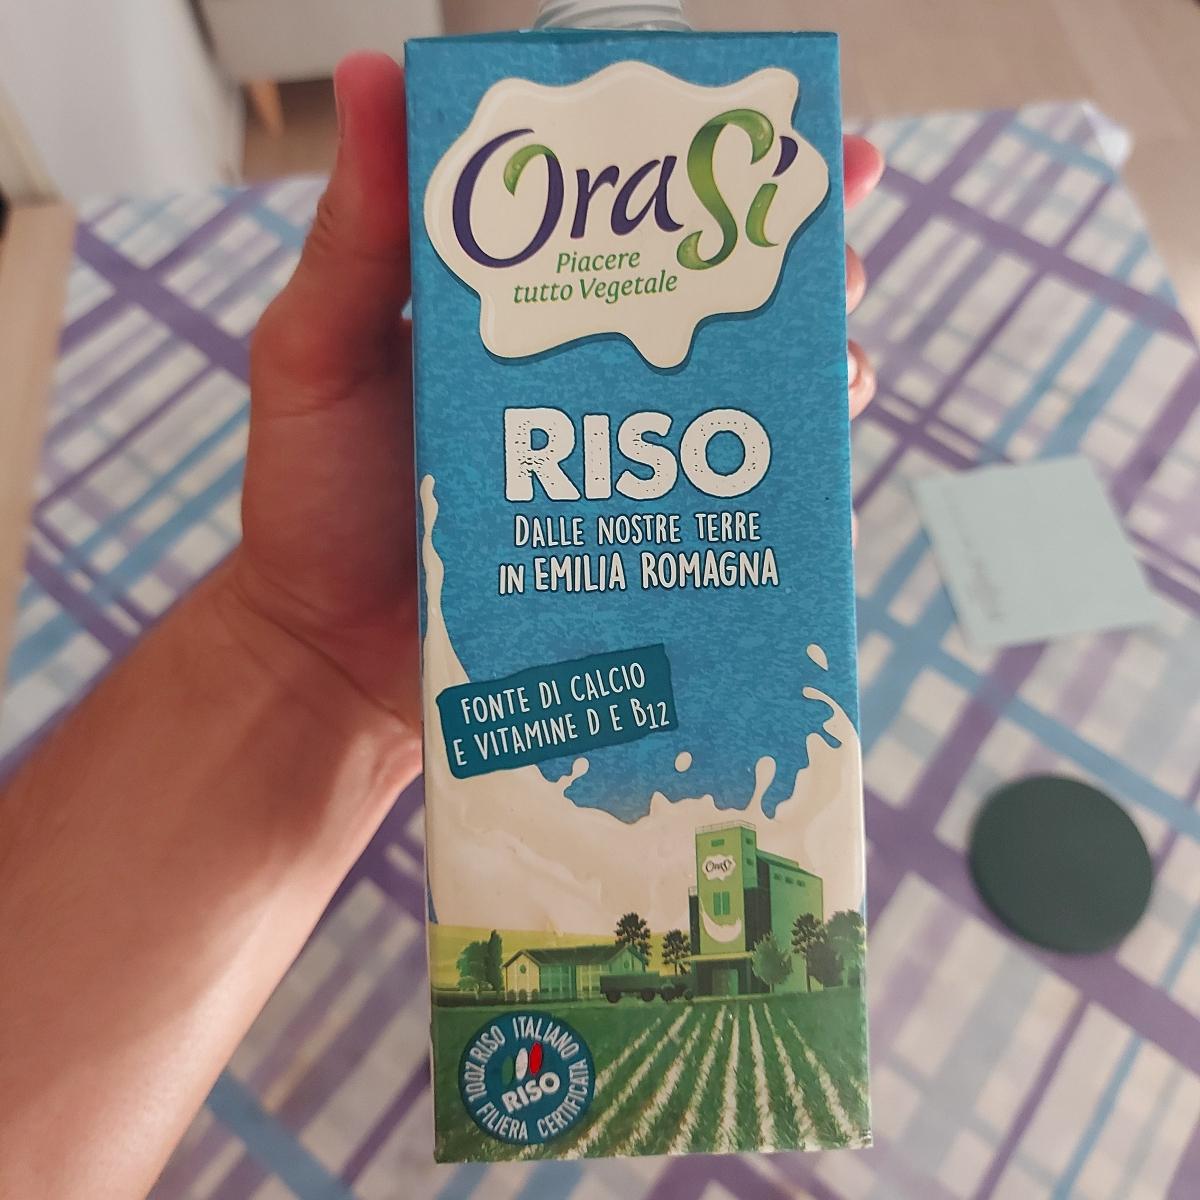 OraSì
Piacere
tutto Vegetale
RISO
DALLE NOSTRE TERRE
IN EMILIA ROMAGNA
FONTE DI CALCIO
E VITAMINE D E B12
OraSì
100% RISO ITALIANO
RISO
FILIERA CERTIFICATA